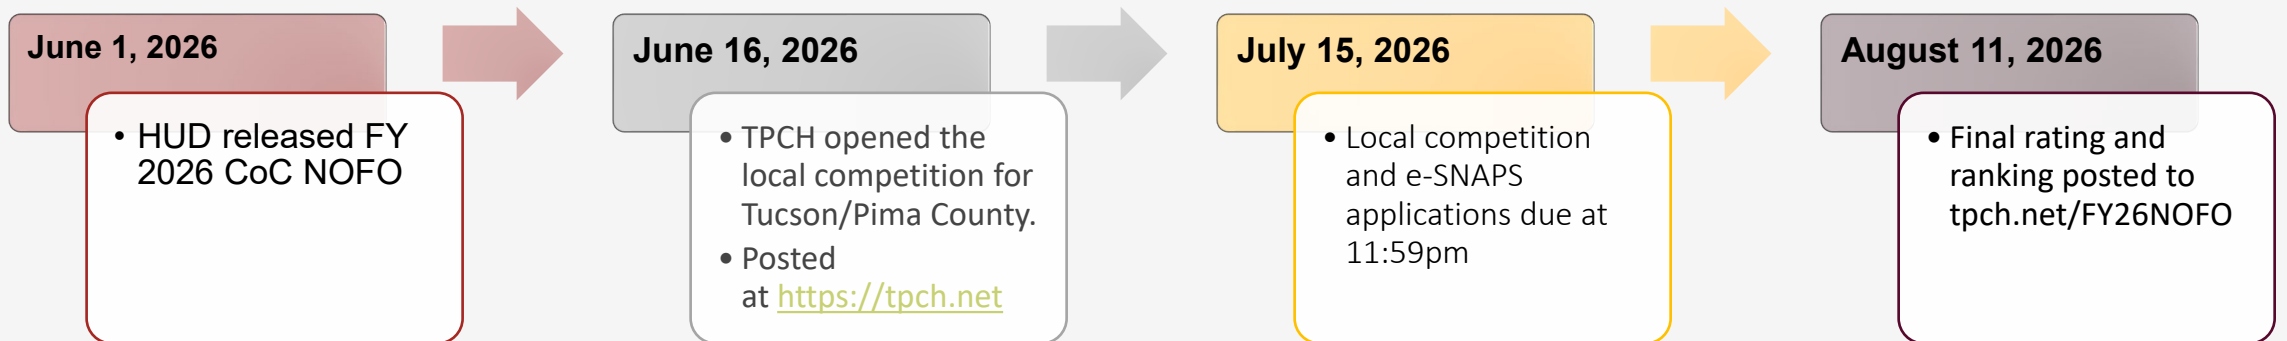 June 1, 2026
• HUD released FY
2026 CoC NOFO
June 16, 2026
• TPCH opened the
local competition for
Tucson/Pima County.
• Posted
at https://tpch.net
July 15, 2026
• Local competition
and e-SNAPS
applications due at
11:59pm
August 11, 2026
• Final rating and
ranking posted to
tpch.net/FY26NOFO